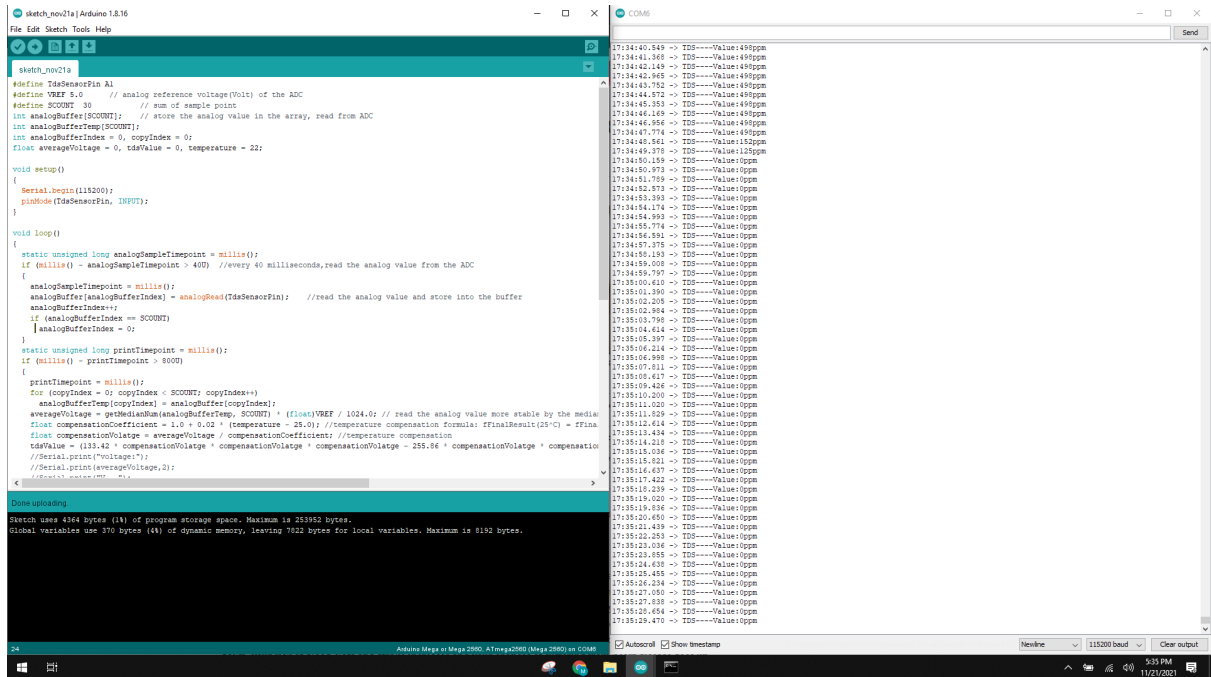 sketch_nov21a | Arduino 1.8.16
File Edit Sketch Tools Help
sketch_nov21a
#define TdsSensorPin A1
#define VREF 5.0 // analog reference voltage(Volt) of the ADC
#define SCOUNT 30 // sum of sample point
int analogBuffer[SCOUNT]; // store the analog value in the array, read from ADC
int analogBufferTemp[SCOUNT];
int analogBufferIndex = 0, copyIndex = 0;
float averageVoltage = 0, tdsValue = 0, temperature = 22;
void setup()
{
Serial.begin(115200);
pinMode(TdsSensorPin, INPUT);
}
void loop()
{
static unsigned long analogSampleTimepoint = millis();
if (millis() - analogSampleTimepoint > 40U) //every 40 milliseconds,read the analog value from the ADC
{
analogSampleTimepoint = millis();
analogBuffer[analogBufferIndex] = analogRead(TdsSensorPin); //read the analog value and store into the buffer
analogBufferIndex++;
if (analogBufferIndex == SCOUNT)
analogBufferIndex = 0;
}
static unsigned long printTimepoint = millis();
if (millis() - printTimepoint > 800U)
{
printTimepoint = millis();
for (copyIndex = 0; copyIndex < SCOUNT; copyIndex++)
analogBufferTemp[copyIndex] = analogBuffer[copyIndex];
averageVoltage = getMedianNum(analogBufferTemp, SCOUNT) * (float)VREF / 1024.0; // read the analog value more stable by the media
float compensationCoefficient = 1.0 + 0.02 * (temperature - 25.0); //temperature compensation formula: fFinalResult(25^C) = fFina
float compensationVolatge = averageVoltage / compensationCoefficient; //temperature compensation
tdsValue = (133.42 * compensationVolatge * compensationVolatge * compensationVolatge - 255.86 * compensationVolatge * compensatio
//Serial.print("voltage:");
//Serial.print(averageVoltage,2);
//Serial.print("V ");
Done uploading.
Sketch uses 4364 bytes (1%) of program storage space. Maximum is 253952 bytes.
Global variables use 370 bytes (4%) of dynamic memory, leaving 7822 bytes for local variables. Maximum is 8192 bytes.
24
Arduino Mega or Mega 2560, ATmega2560 (Mega 2560) on COM6
COM6
Send
17:34:40.549 -> TDS----Value:498ppm
17:34:41.368 -> TDS----Value:498ppm
17:34:42.149 -> TDS----Value:498ppm
17:34:42.965 -> TDS----Value:498ppm
17:34:43.752 -> TDS----Value:498ppm
17:34:44.572 -> TDS----Value:498ppm
17:34:45.353 -> TDS----Value:498ppm
17:34:46.169 -> TDS----Value:498ppm
17:34:46.956 -> TDS----Value:498ppm
17:34:47.774 -> TDS----Value:498ppm
17:34:48.561 -> TDS----Value:152ppm
17:34:49.378 -> TDS----Value:125ppm
17:34:50.159 -> TDS----Value:0ppm
17:34:50.973 -> TDS----Value:0ppm
17:34:51.789 -> TDS----Value:0ppm
17:34:52.573 -> TDS----Value:0ppm
17:34:53.393 -> TDS----Value:0ppm
17:34:54.174 -> TDS----Value:0ppm
17:34:54.993 -> TDS----Value:0ppm
17:34:55.774 -> TDS----Value:0ppm
17:34:56.591 -> TDS----Value:0ppm
17:34:57.375 -> TDS----Value:0ppm
17:34:58.193 -> TDS----Value:0ppm
17:34:59.008 -> TDS----Value:0ppm
17:34:59.797 -> TDS----Value:0ppm
17:35:00.610 -> TDS----Value:0ppm
17:35:01.390 -> TDS----Value:0ppm
17:35:02.205 -> TDS----Value:0ppm
17:35:02.984 -> TDS----Value:0ppm
17:35:03.798 -> TDS----Value:0ppm
17:35:04.614 -> TDS----Value:0ppm
17:35:05.397 -> TDS----Value:0ppm
17:35:06.214 -> TDS----Value:0ppm
17:35:06.998 -> TDS----Value:0ppm
17:35:07.811 -> TDS----Value:0ppm
17:35:08.617 -> TDS----Value:0ppm
17:35:09.426 -> TDS----Value:0ppm
17:35:10.200 -> TDS----Value:0ppm
17:35:11.020 -> TDS----Value:0ppm
17:35:11.829 -> TDS----Value:0ppm
17:35:12.614 -> TDS----Value:0ppm
17:35:13.434 -> TDS----Value:0ppm
17:35:14.218 -> TDS----Value:0ppm
17:35:15.036 -> TDS----Value:0ppm
17:35:15.821 -> TDS----Value:0ppm
17:35:16.637 -> TDS----Value:0ppm
17:35:17.422 -> TDS----Value:0ppm
17:35:18.239 -> TDS----Value:0ppm
17:35:19.020 -> TDS----Value:0ppm
17:35:19.836 -> TDS----Value:0ppm
17:35:20.650 -> TDS----Value:0ppm
17:35:21.439 -> TDS----Value:0ppm
17:35:22.253 -> TDS----Value:0ppm
17:35:23.036 -> TDS----Value:0ppm
17:35:23.855 -> TDS----Value:0ppm
17:35:24.638 -> TDS----Value:0ppm
17:35:25.455 -> TDS----Value:0ppm
17:35:26.234 -> TDS----Value:0ppm
17:35:27.050 -> TDS----Value:0ppm
17:35:27.838 -> TDS----Value:0ppm
17:35:28.654 -> TDS----Value:0ppm
17:35:29.470 -> TDS----Value:0ppm
Autoscroll Show timestamp
Newline
115200 baud
Clear output
5:35 PM
11/21/2021